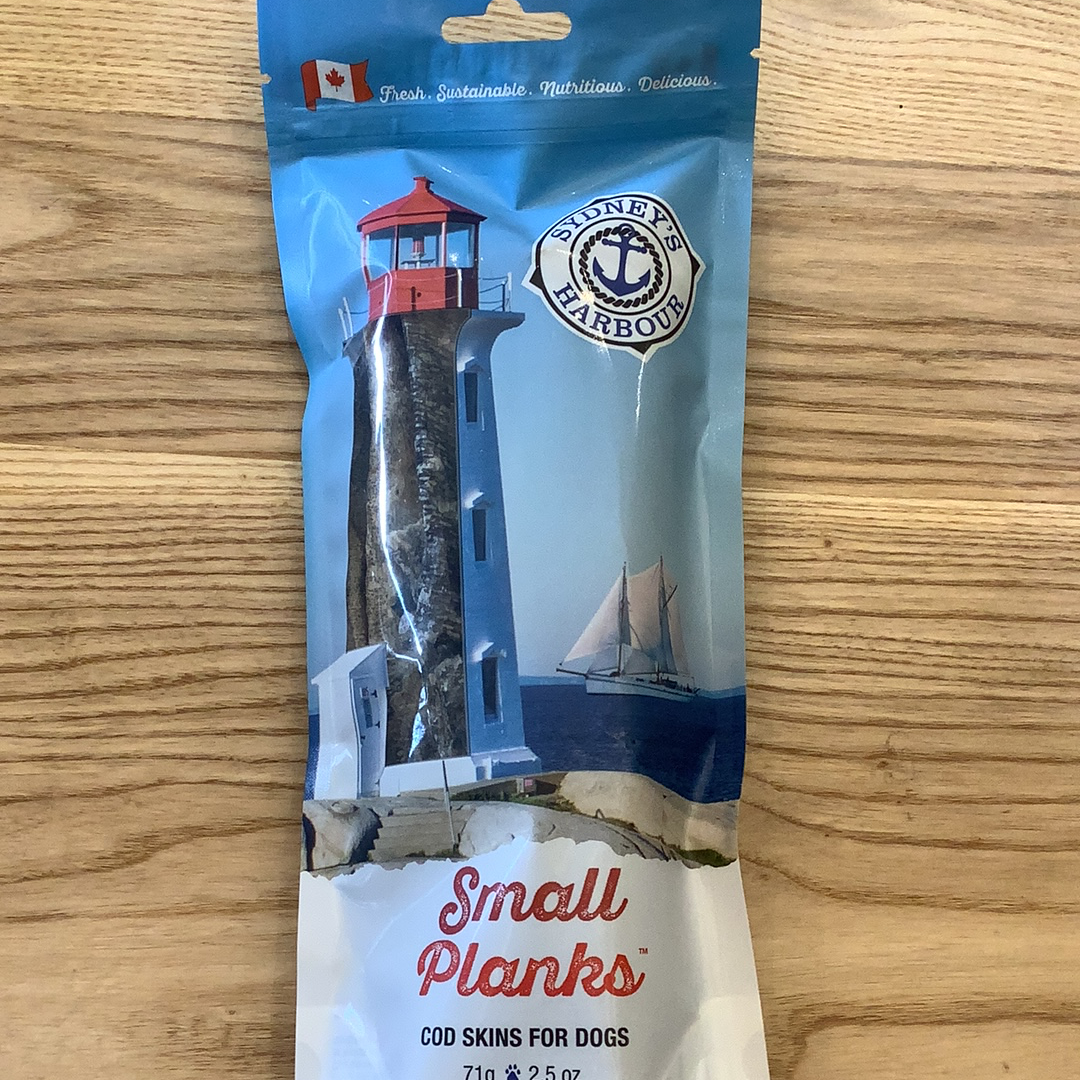 Fresh. Sustainable. Nutritious. Delicious.
SYDNEY'S
HARBOUR
Small
Planks™
COD SKINS FOR DOGS
71g 2.5 oz